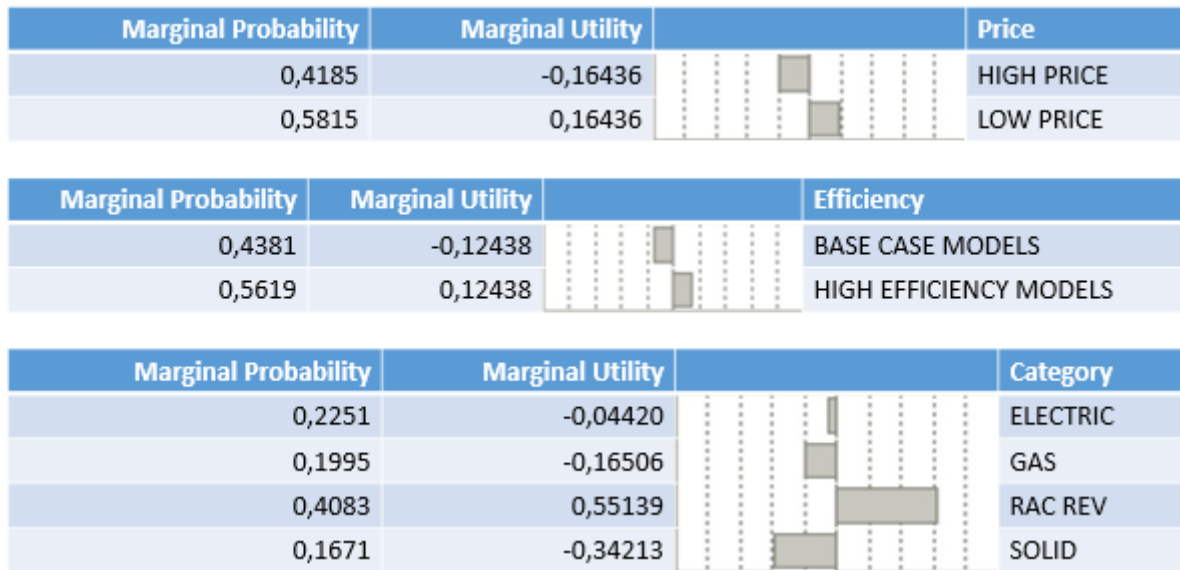 Marginal Probability Marginal Utility Price
0,4185 -0,16436 HIGH PRICE
0,5815 0,16436 LOW PRICE
Marginal Probability Marginal Utility Efficiency
0,4381 -0,12438 BASE CASE MODELS
0,5619 0,12438 HIGH EFFICIENCY MODELS
Marginal Probability Marginal Utility Category
0,2251 -0,04420 ELECTRIC
0,1995 -0,16506 GAS
0,4083 0,55139 RAC REV
0,1671 -0,34213 SOLID